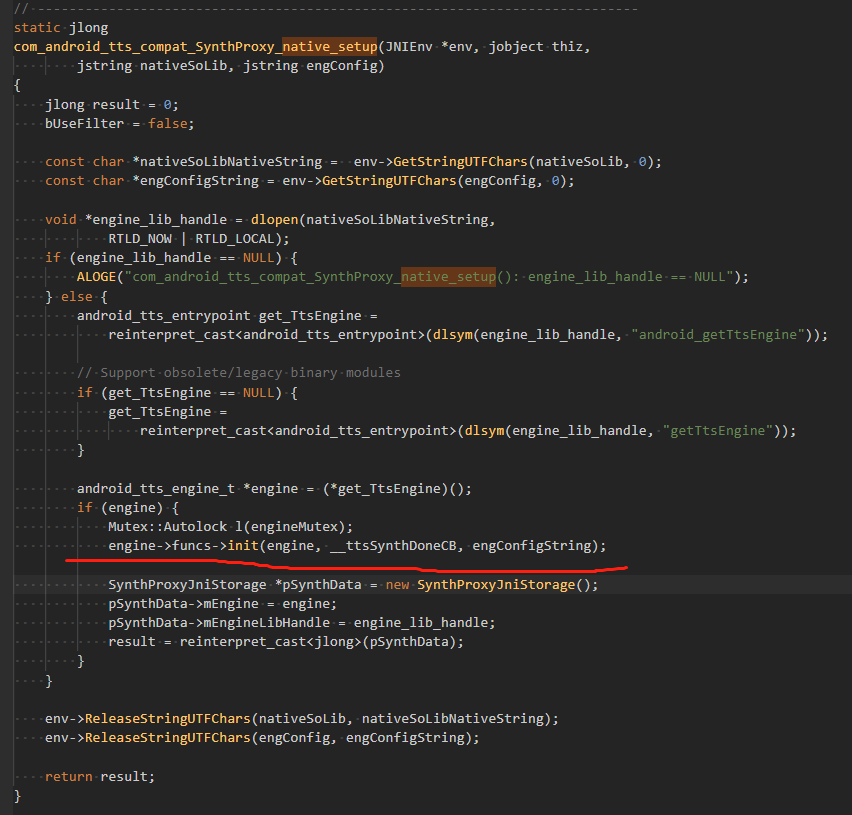 // -----------------------------------------------------------------------------
static jlong
com_android_tts_compat_SynthProxy_native_setup(JNIEnv *env, jobject thiz,
        jstring nativeSoLib, jstring engConfig)
{
    jlong result = 0;
    bUseFilter = false;

    const char *nativeSoLibNativeString =  env->GetStringUTFChars(nativeSoLib, 0);
    const char *engConfigString = env->GetStringUTFChars(engConfig, 0);

    void *engine_lib_handle = dlopen(nativeSoLibNativeString,
            RTLD_NOW | RTLD_LOCAL);
    if (engine_lib_handle == NULL) {
        ALOGE("com_android_tts_compat_SynthProxy_native_setup(): engine_lib_handle == NULL");
    } else {
        android_tts_entrypoint get_TtsEngine =
            reinterpret_cast<android_tts_entrypoint>(dlsym(engine_lib_handle, "android_getTtsEngine"));

        // Support obsolete/legacy binary modules
        if (get_TtsEngine == NULL) {
            get_TtsEngine =
                reinterpret_cast<android_tts_entrypoint>(dlsym(engine_lib_handle, "getTtsEngine"));
        }

        android_tts_engine_t *engine = (*get_TtsEngine)();
        if (engine) {
            Mutex::Autolock l(engineMutex);
            engine->funcs->init(engine, __ttsSynthDoneCB, engConfigString);

            SynthProxyJniStorage *pSynthData = new SynthProxyJniStorage();
            pSynthData->mEngine = engine;
            pSynthData->mEngineLibHandle = engine_lib_handle;
            result = reinterpret_cast<jlong>(pSynthData);
        }
    }

    env->ReleaseStringUTFChars(nativeSoLib, nativeSoLibNativeString);
    env->ReleaseStringUTFChars(engConfig, engConfigString);

    return result;
}